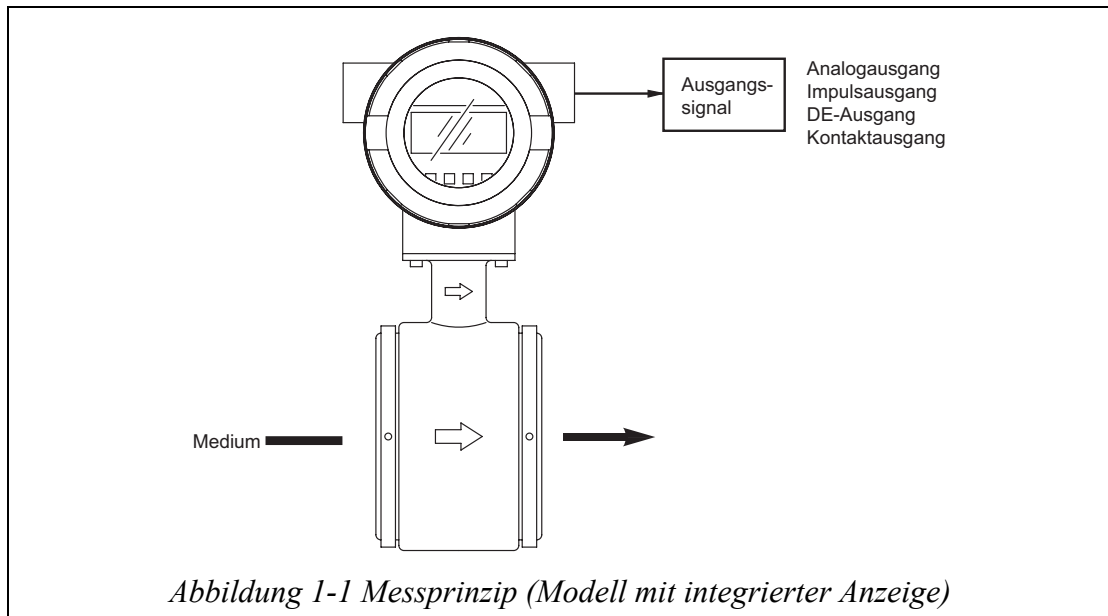 Ausgangs-
signal
Analogausgang
Impulsausgang
DE-Ausgang
Kontaktausgang
Medium
Abbildung 1-1 Messprinzip (Modell mit integrierter Anzeige)